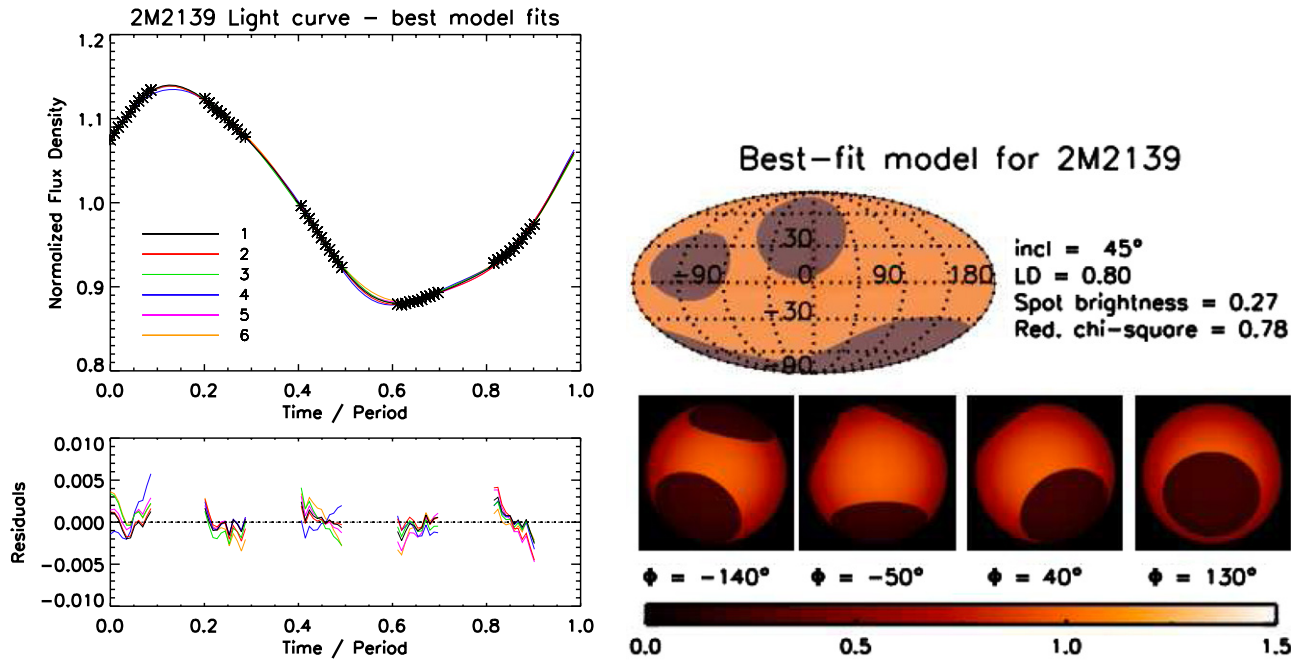 2M2139 Light curve – best model fits
1.2
1.1
1.0
0.9
0.8
Normalized Flux Density
1
2
3
4
5
6
0.0 0.2 0.4 0.6 0.8 1.0
Time / Period
0.010
0.005
0.000
−0.005
−0.010
Residuals
0.0 0.2 0.4 0.6 0.8 1.0
Time / Period
Best–fit model for 2M2139
30
−90 0 90 180
−30
−90
incl = 45°
LD = 0.80
Spot brightness = 0.27
Red. chi−square = 0.78
Φ = −140° Φ = −50° Φ = 40° Φ = 130°
0.0 0.5 1.0 1.5